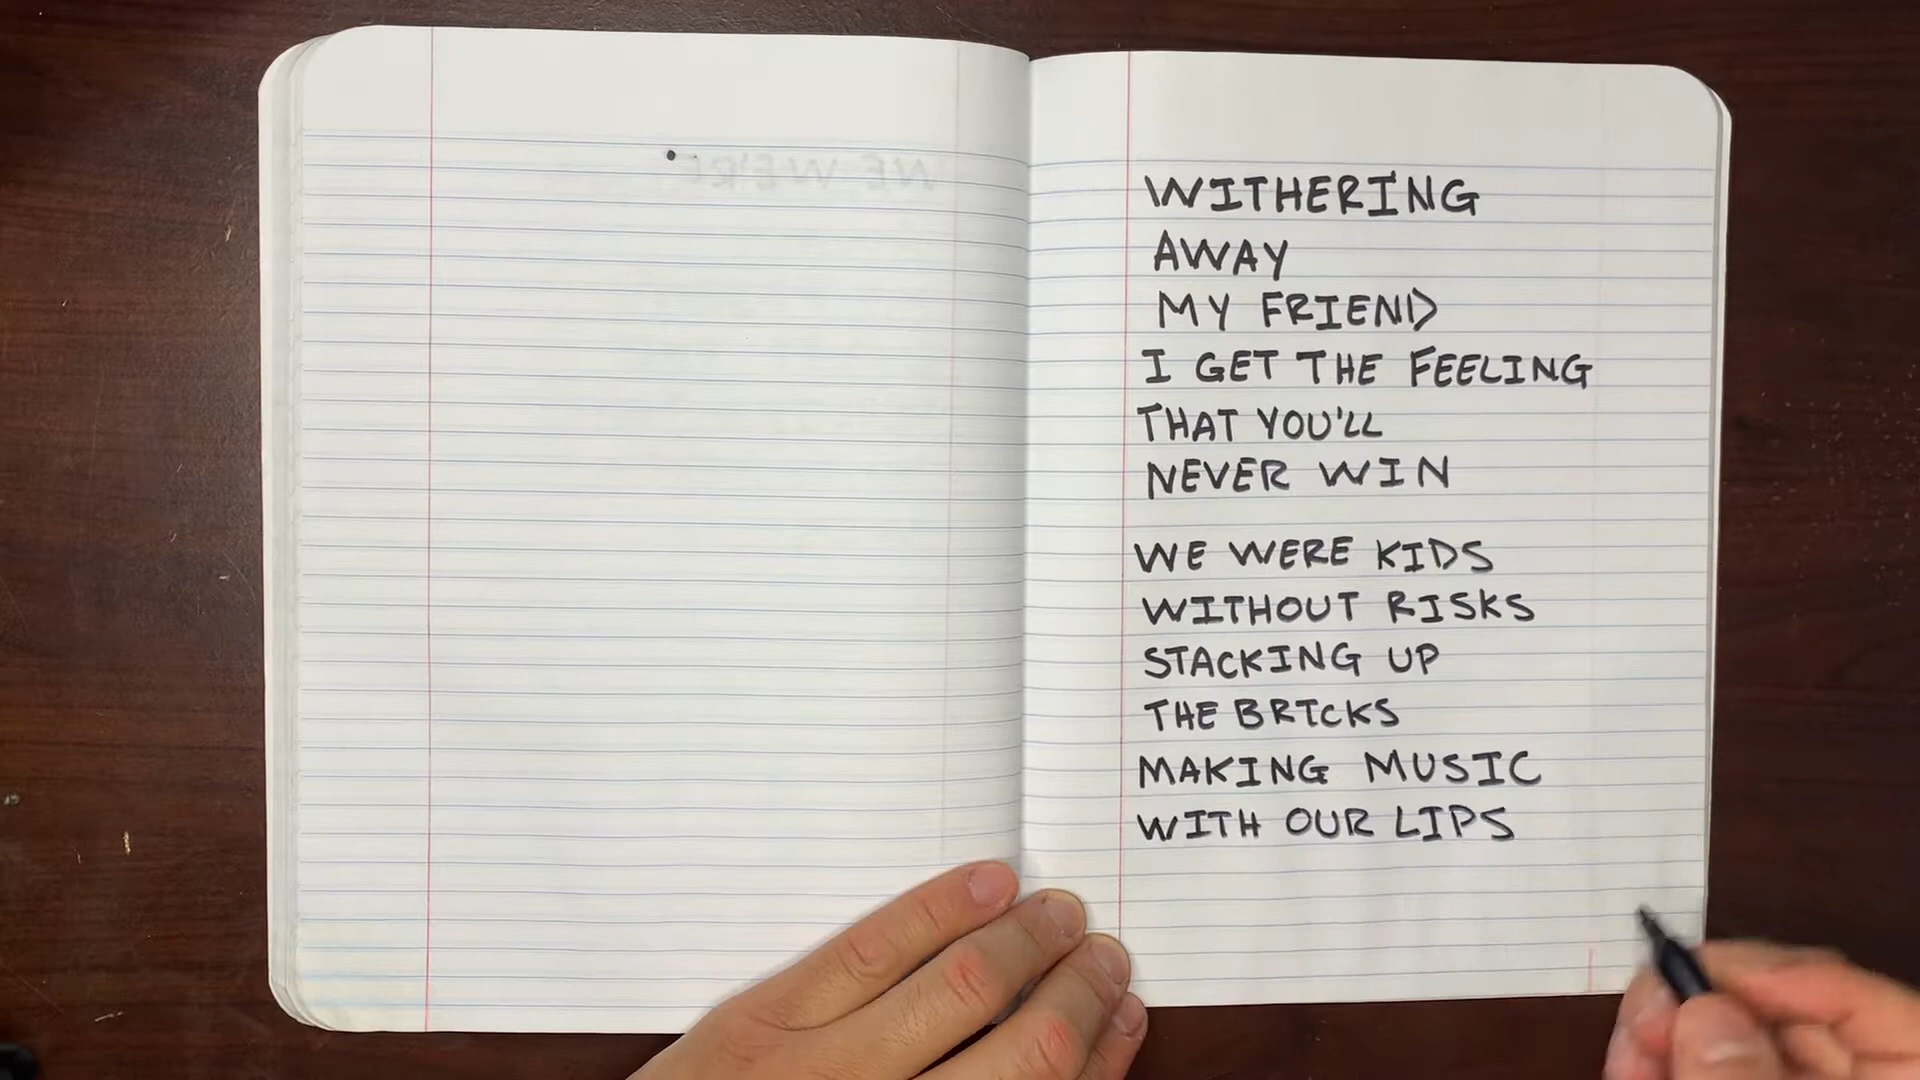 WITHERING
AWAY
MY FRIEND
I GET THE FEELING
THAT YOU'LL
NEVER WIN
WE WERE KIDS
WITHOUT RISKS
STACKING UP
THE BRICKS
MAKING MUSIC
WITH OUR LIPS